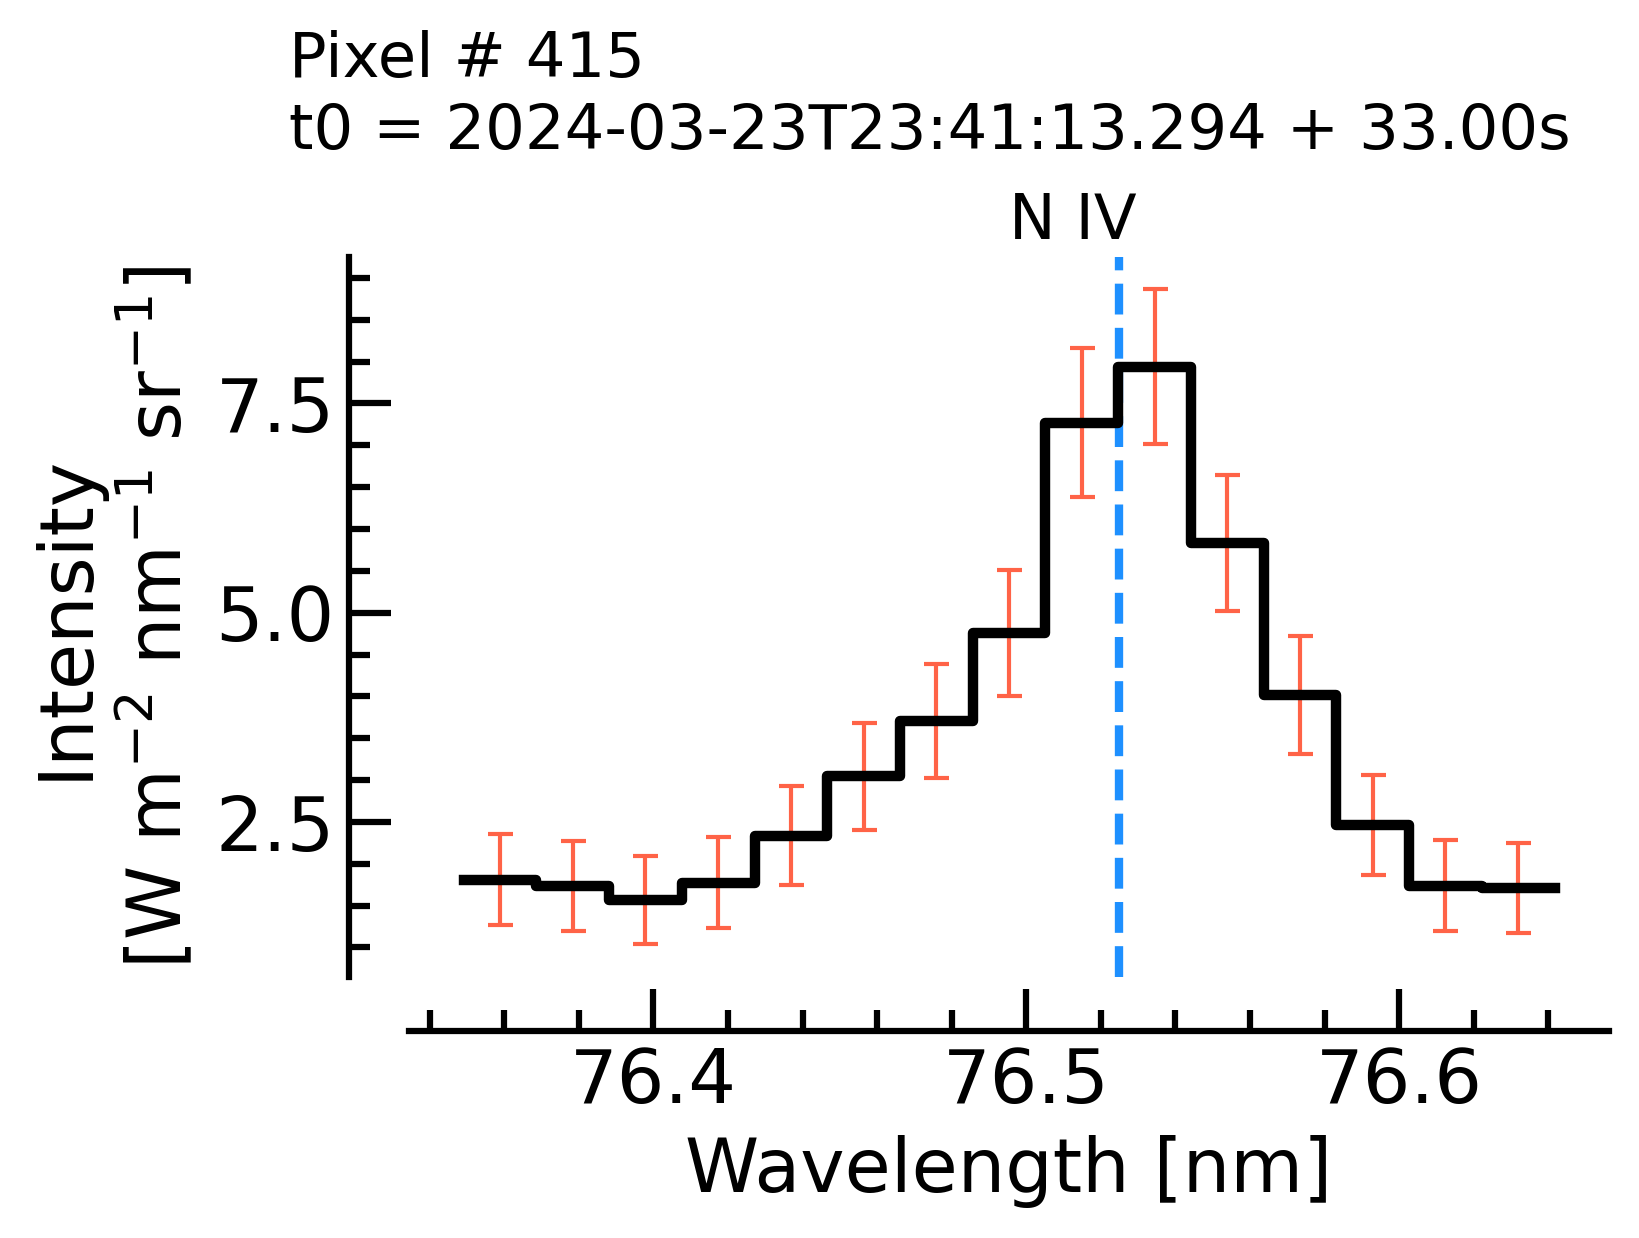 Pixel # 415
t0 = 2024-03-23T23:41:13.294 + 33.00s
N IV
Intensity
[W m⁻² nm⁻¹ sr⁻¹]
7.5
5.0
2.5
76.4 76.5 76.6
Wavelength [nm]